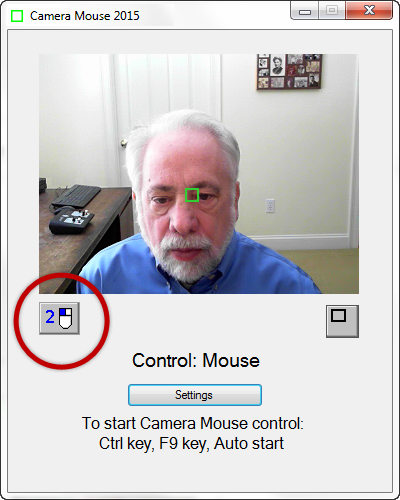 Camera Mouse 2015
2
Control: Mouse
Settings
To start Camera Mouse control:
Ctrl key, F9 key, Auto start